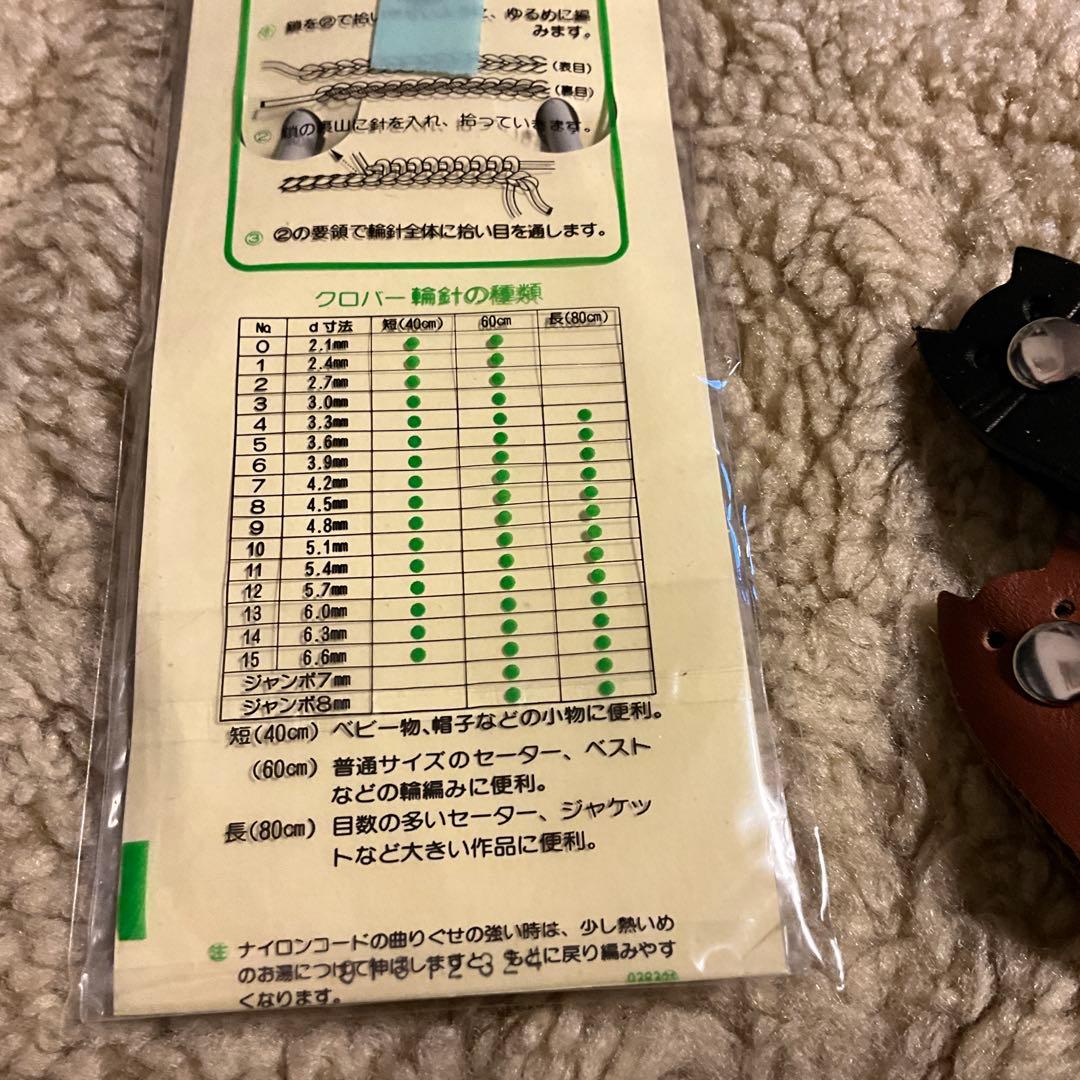 ① 鎖を②で拾い 、ゆるめに編
みます。
(表目)
(裏目)
② 鎖の裏山に針を入れ、拾っていきます。
③ ②の要領で輪針全体に拾い目を通します。
クロバー輪針の種類
No. d寸法 短(40cm) 60cm 長(80cm)
0 2.1mm ● ●
1 2.4mm ● ●
2 2.7mm ● ●
3 3.0mm ● ●
4 3.3mm ● ● ●
5 3.6mm ● ● ●
6 3.9mm ● ● ●
7 4.2mm ● ● ●
8 4.5mm ● ● ●
9 4.8mm ● ● ●
10 5.1mm ● ● ●
11 5.4mm ● ● ●
12 5.7mm ● ● ●
13 6.0mm ● ● ●
14 6.3mm ● ● ●
15 6.6mm ● ● ●
ジャンボ7mm ● ●
ジャンボ8mm ● ●
短(40cm) ベビー物、帽子などの小物に便利。
(60cm) 普通サイズのセーター、ベスト
などの輪編みに便利。
長(80cm) 目数の多いセーター、ジャケッ
トなど大きい作品に便利。
注 ナイロンコードの曲りぐせの強い時は、少し熱いめ
のお湯につけて伸ばしますと、もとに戻り編みやす
くなります。